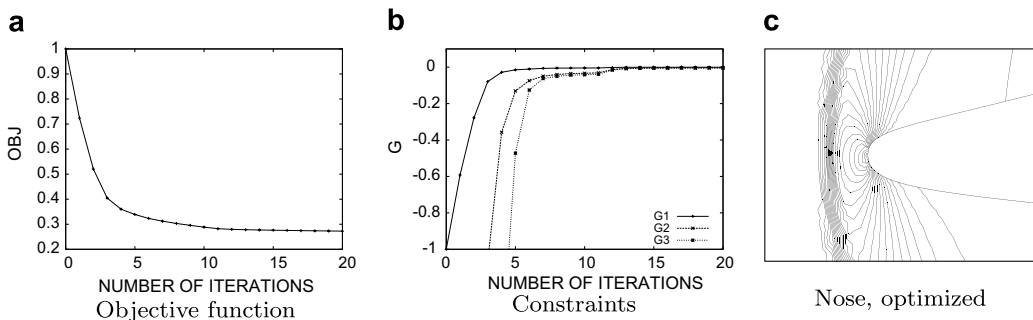 a
1
0.9
0.8
0.7
0.6
0.5
0.4
0.3
0.2
OBJ
0 5 10 15 20
NUMBER OF ITERATIONS
Objective function
b
0
-0.2
-0.4
-0.6
-0.8
-1
G
G1
G2
G3
0 5 10 15 20
NUMBER OF ITERATIONS
Constraints
c
Nose, optimized